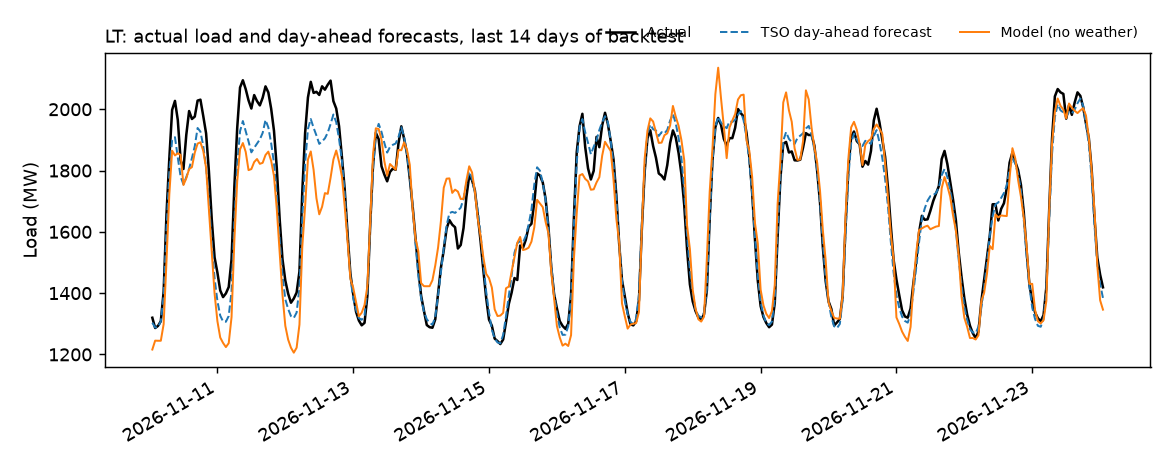 LT: actual load and day-ahead forecasts, last 14 days of backtest
Actual
TSO day-ahead forecast
Model (no weather)
Load (MW)
2000
1800
1600
1400
1200
2026-11-11
2026-11-13
2026-11-15
2026-11-17
2026-11-19
2026-11-21
2026-11-23